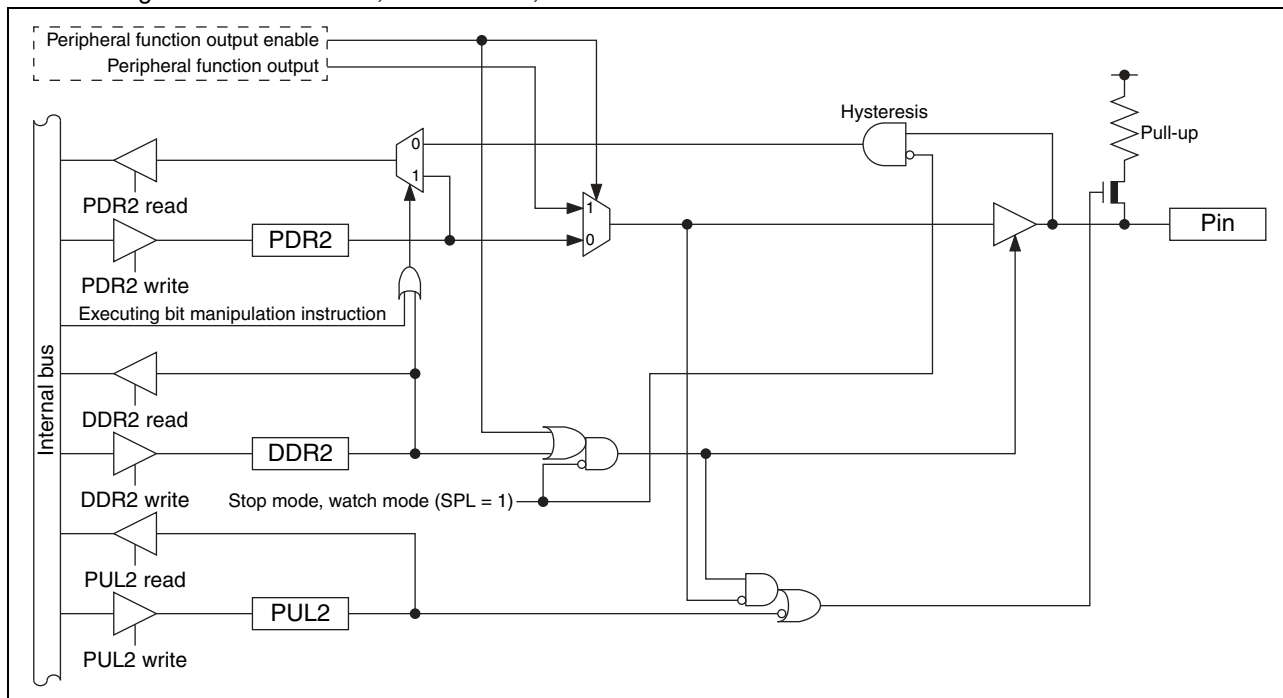 Peripheral function output enable
Peripheral function output
Hysteresis
Pull-up
0
1
PDR2 read
1
PDR2
0
Pin
PDR2 write
Executing bit manipulation instruction
Internal bus
DDR2 read
DDR2
DDR2 write
Stop mode, watch mode (SPL = 1)
PUL2 read
PUL2
PUL2 write